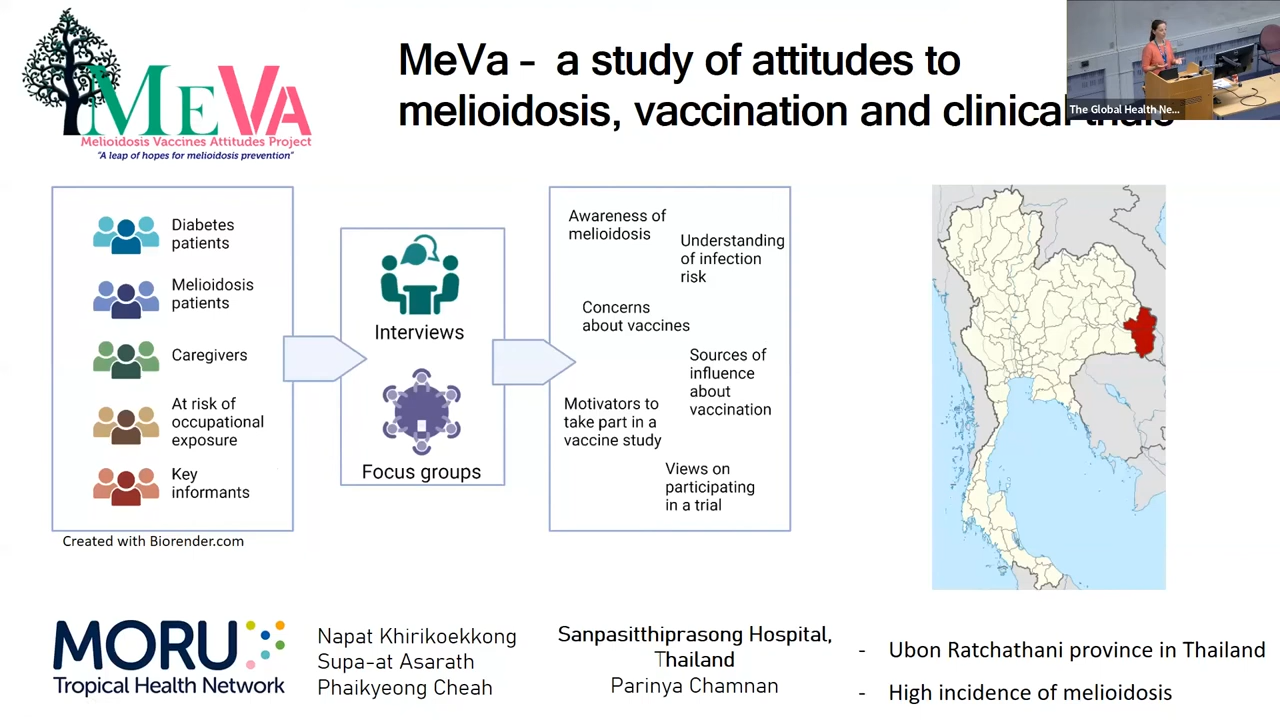 MEVA
Melioidosis Vaccines Attitudes Project
"A leap of hopes for melioidosis prevention"
MeVa – a study of attitudes to
melioidosis, vaccination and clinical
The Global Health Ne...
Diabetes
patients
Melioidosis
patients
Caregivers
At risk of
occupational
exposure
Key
informants
Created with Biorender.com
Interviews
Focus groups
Awareness of
melioidosis
Understanding
of infection
risk
Concerns
about vaccines
Sources of
influence
about
vaccination
Motivators to
take part in a
vaccine study
Views on
participating
in a trial
MORU
Tropical Health Network
Napat Khirikoekkong
Supa-at Asarath
Phaikyeong Cheah
Sanpasitthiprasong Hospital,
Thailand
Parinya Chamnan
- Ubon Ratchathani province in Thailand
- High incidence of melioidosis